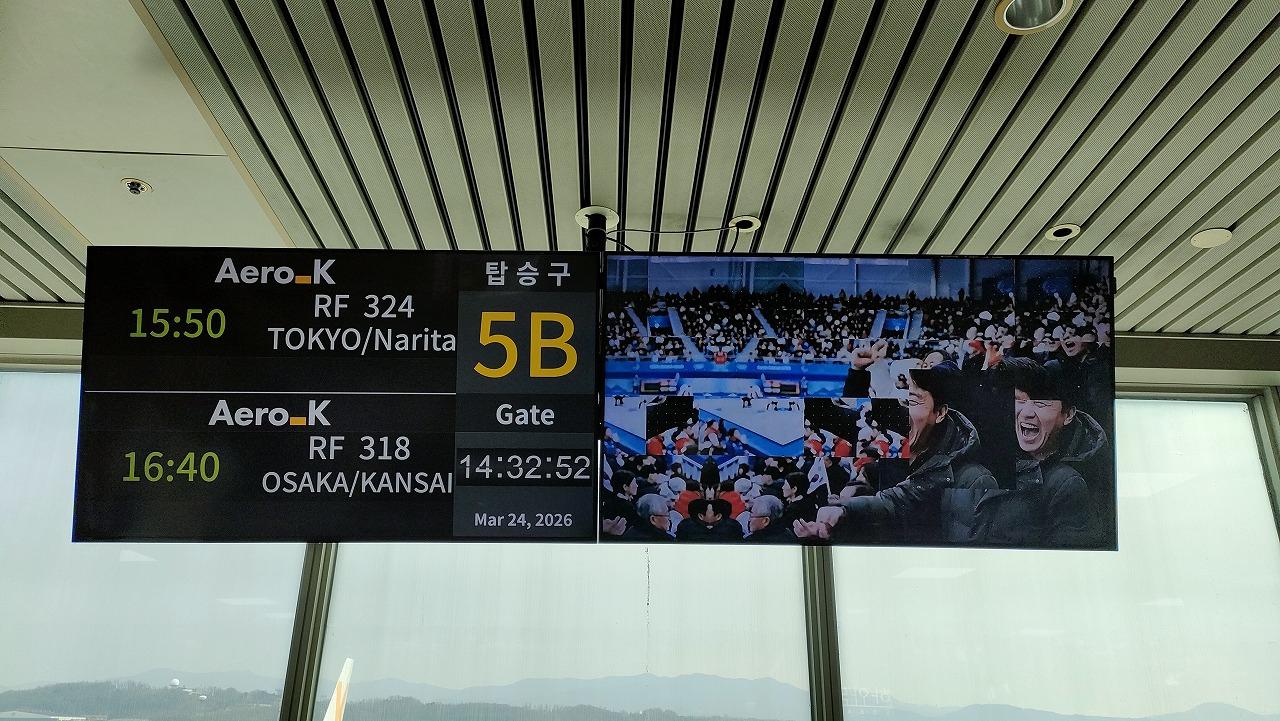 Aero_K
15:50
RF 324
TOKYO/Narita
Aero_K
16:40
RF 318
OSAKA/KANSAI
탑승구
5B
Gate
14:32:52
Mar 24, 2026